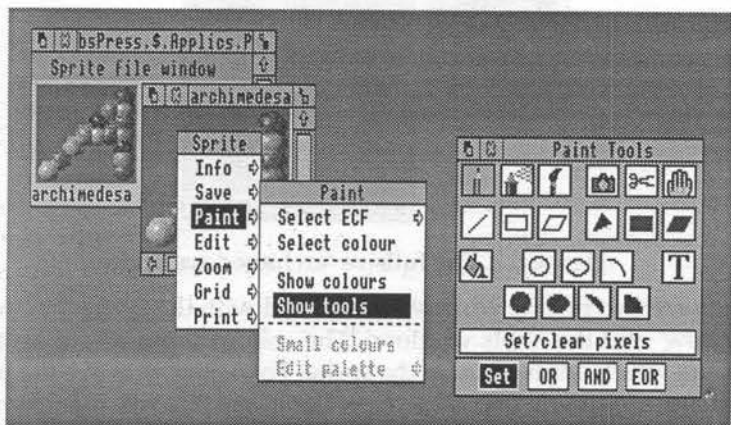 bsPress.$.Applics.P
Sprite file window
archimedesa
archimedesa
Sprite
Info
Save
Paint
Edit
Zoom
Grid
Print
Paint
Select ECF
Select colour
Show colours
Show tools
Small colours
Edit palette
Paint Tools
T
Set/clear pixels
Set OR AND EOR